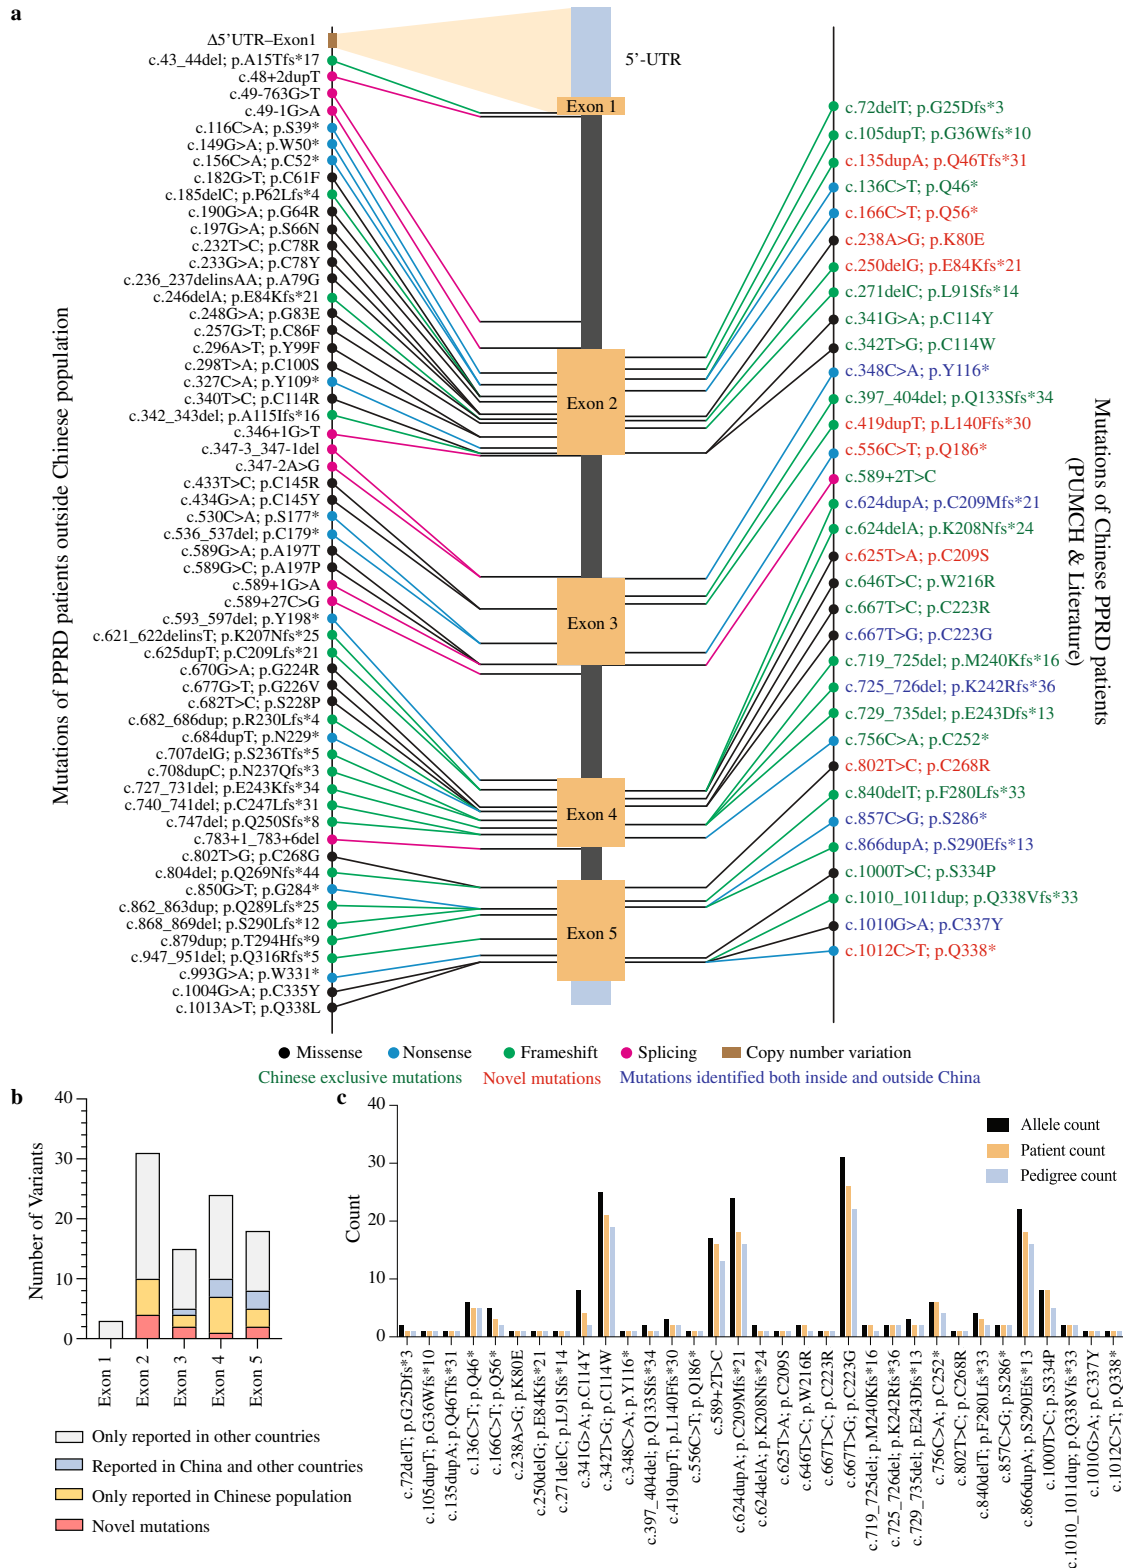 a
Mutations of PPRD patients outside Chinese population
Δ5’UTR–Exon1
c.43_44del; p.A15Tfs*17
c.48+2dupT
c.49-763G>T
c.49-1G>A
c.116C>A; p.S39*
c.149G>A; p.W50*
c.156C>A; p.C52*
c.182G>T; p.C61F
c.185delC; p.P62Lfs*4
c.190G>A; p.G64R
c.197G>A; p.S66N
c.232T>C; p.C78R
c.233G>A; p.C78Y
c.236_237delinsAA; p.A79G
c.246delA; p.E84Kfs*21
c.248G>A; p.G83E
c.257G>T; p.C86F
c.296A>T; p.Y99F
c.298T>A; p.C100S
c.327C>A; p.Y109*
c.340T>C; p.C114R
c.342_343del; p.A115Ifs*16
c.346+1G>T
c.347-3_347-1del
c.347-2A>G
c.433T>C; p.C145R
c.434G>A; p.C145Y
c.530C>A; p.S177*
c.536_537del; p.C179*
c.589G>A; p.A197T
c.589G>C; p.A197P
c.589+1G>A
c.589+27C>G
c.593_597del; p.Y198*
c.621_622delinsT; p.K207Nfs*25
c.625dupT; p.C209Lfs*21
c.670G>A; p.G224R
c.677G>T; p.G226V
c.682T>C; p.S228P
c.682_686dup; p.R230Lfs*4
c.684dupT; p.N229*
c.707delG; p.S236Tfs*5
c.708dupC; p.N237Qfs*3
c.727_731del; p.E243Kfs*34
c.740_741del; p.C247Lfs*31
c.747del; p.Q250Sfs*8
c.783+1_783+6del
c.802T>G; p.C268G
c.804del; p.Q269Nfs*44
c.850G>T; p.G284*
c.862_863dup; p.Q289Lfs*25
c.868_869del; p.S290Lfs*12
c.879dup; p.T294Hfs*9
c.947_951del; p.Q316Rfs*5
c.993G>A; p.W331*
c.1004G>A; p.C335Y
c.1013A>T; p.Q338L
5’-UTR
Exon 1
Exon 2
Exon 3
Exon 4
Exon 5
c.72delT; p.G25Dfs*3
c.105dupT; p.G36Wfs*10
c.135dupA; p.Q46Tfs*31
c.136C>T; p.Q46*
c.166C>T; p.Q56*
c.238A>G; p.K80E
c.250delG; p.E84Kfs*21
c.271delC; p.L91Sfs*14
c.341G>A; p.C114Y
c.342T>G; p.C114W
c.348C>A; p.Y116*
c.397_404del; p.Q133Sfs*34
c.419dupT; p.L140Ffs*30
c.556C>T; p.Q186*
c.589+2T>C
c.624dupA; p.C209Mfs*21
c.624delA; p.K208Nfs*24
c.625T>A; p.C209S
c.646T>C; p.W216R
c.667T>C; p.C223R
c.667T>G; p.C223G
c.719_725del; p.M240Kfs*16
c.725_726del; p.K242Rfs*36
c.729_735del; p.E243Dfs*13
c.756C>A; p.C252*
c.802T>C; p.C268R
c.840delT; p.F280Lfs*33
c.857C>G; p.S286*
c.866dupA; p.S290Efs*13
c.1000T>C; p.S334P
c.1010_1011dup; p.Q338Vfs*33
c.1010G>A; p.C337Y
c.1012C>T; p.Q338*
Mutations of Chinese PPRD patients
(PUMCH & Literature)
Missense Nonsense Frameshift Splicing Copy number variation
Chinese exclusive mutations Novel mutations Mutations identified both inside and outside China
b
Number of Variants
40
30
20
10
0
Exon 1
Exon 2
Exon 3
Exon 4
Exon 5
Only reported in other countries
Reported in China and other countries
Only reported in Chinese population
Novel mutations
c
Count
40
30
20
10
0
Allele count
Patient count
Pedigree count
c.72delT; p.G25Dfs*3
c.105dupT; p.G36Wfs*10
c.135dupA; p.Q46Tfs*31
c.136C>T; p.Q46*
c.166C>T; p.Q56*
c.238A>G; p.K80E
c.250delG; p.E84Kfs*21
c.271delC; p.L91Sfs*14
c.341G>A; p.C114Y
c.342T>G; p.C114W
c.348C>A; p.Y116*
c.397_404del; p.Q133Sfs*34
c.419dupT; p.L140Ffs*30
c.556C>T; p.Q186*
c.589+2T>C
c.624dupA; p.C209Mfs*21
c.624delA; p.K208Nfs*24
c.625T>A; p.C209S
c.646T>C; p.W216R
c.667T>C; p.C223R
c.667T>G; p.C223G
c.719_725del; p.M240Kfs*16
c.725_726del; p.K242Rfs*36
c.729_735del; p.E243Dfs*13
c.756C>A; p.C252*
c.802T>C; p.C268R
c.840delT; p.F280Lfs*33
c.857C>G; p.S286*
c.866dupA; p.S290Efs*13
c.1000T>C; p.S334P
c.1010_1011dup; p.Q338Vfs*33
c.1010G>A; p.C337Y
c.1012C>T; p.Q338*